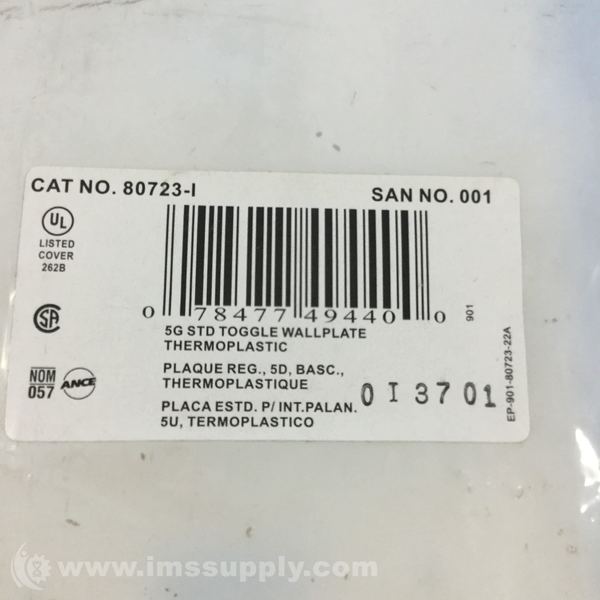 CAT NO. 80723-I
SAN NO. 001
UL
LISTED
COVER
262B
0 78477 49440 0
901
5G STD TOGGLE WALLPLATE
THERMOPLASTIC
PLAQUE REG., 5D, BASC.,
THERMOPLASTIQUE
PLACA ESTD. P/ INT.PALAN.
5U, TERMOPLASTICO
SA
NOM
057
ANCE
0 I 3701
EP-901-80723-22A
www.imssupply.com